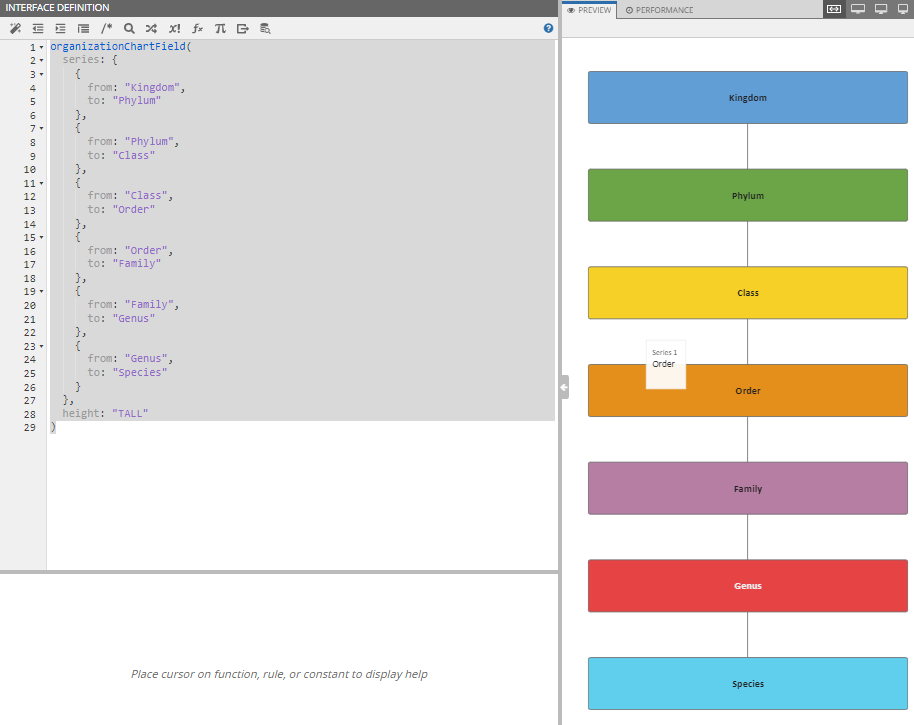 INTERFACE DEFINITION
/* x! fx π ?
1 organizationChartField(
2 series: {
3 {
4 from: "Kingdom",
5 to: "Phylum"
6 },
7 {
8 from: "Phylum",
9 to: "Class"
10 },
11 {
12 from: "Class",
13 to: "Order"
14 },
15 {
16 from: "Order",
17 to: "Family"
18 },
19 {
20 from: "Family",
21 to: "Genus"
22 },
23 {
24 from: "Genus",
25 to: "Species"
26 }
27 },
28 height: "TALL"
29 )
Place cursor on function, rule, or constant to display help
PREVIEW PERFORMANCE
Kingdom
Phylum
Class
Series 1
Order
Order
Family
Genus
Species